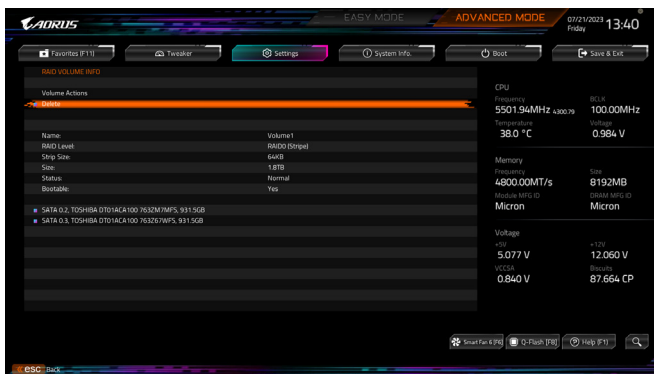 AORUS
EASY MODE
ADVANCED MODE
07/21/2023 Friday 13:40
Favorites (F11)
Tweaker
Settings
System Info.
Boot
Save & Exit
RAID VOLUME INFO
Volume Actions
Delete
Name: Volume1
RAID Level: RAID0 (Stripe)
Strip Size: 64KB
Size: 1.8TB
Status: Normal
Bootable: Yes
SATA 0.2, TOSHIBA DT01ACA100 763ZM7MFS, 931.5GB
SATA 0.3, TOSHIBA DT01ACA100 763Z67WFS, 931.5GB
CPU
Frequency BCLK
5501.94MHz 4300.79 100.00MHz
Temperature Voltage
38.0 °C 0.984 V
Memory
Frequency Size
4800.00MT/s 8192MB
Module MFG ID DRAM MFG ID
Micron Micron
Voltage
+5V +12V
5.077 V 12.060 V
VCCSA Biscuits
0.840 V 87.664 CP
Smart Fan 6 [F6]
Q-Flash [F8]
Help (F1)
esc Back